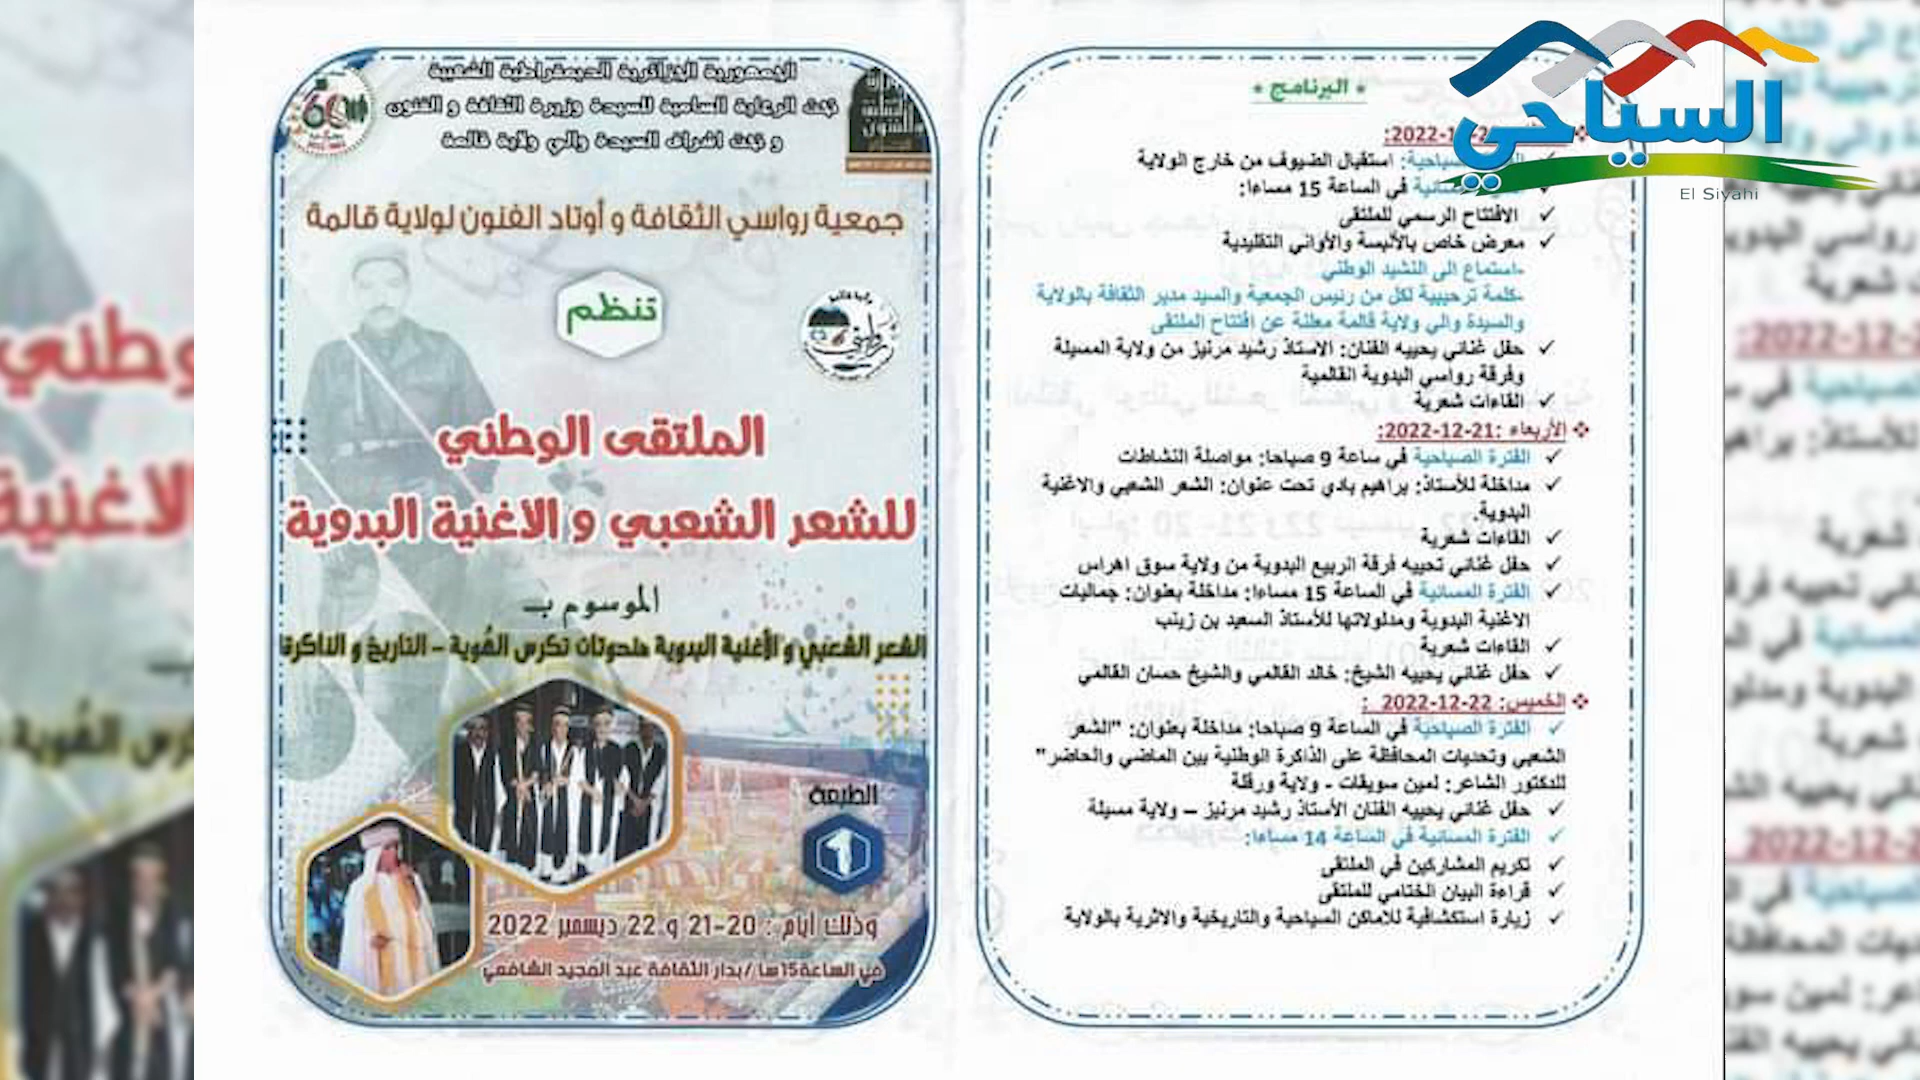 الجمهورية الجزائرية الديمقراطية الشعبية
تحت الرعاية السامية للسيدة وزيرة الثقافة و الفنون
و تحت اشراف السيدة والي ولاية قالمة
جمعية رواسي الثقافة و أوتاد الفنون لولاية قالمة
تنظم
الملتقى الوطني
للشعر الشعبي و الاغنية البدوية
الموسوم بـ
الشعر الشعبي و الأغنية البدوية ملحوتات تكرس الهوية – التاريخ و الذاكرة
الطبعة
1
وذلك أيام : 20-21 و 22 ديسمبر 2022
في الساعة 15سا / بدار الثقافة عبد المجيد الشافعي
* البرنامج *
استقبال الضيوف من خارج الولاية
في الساعة 15 مساءا:
✓ الافتتاح الرسمي للملتقى
✓ معرض خاص بالألبسة والأواني التقليدية
-استماع الى النشيد الوطني
-كلمة ترحيبية لكل من رئيس الجمعية والسيد مدير الثقافة بالولاية
والسيدة والي ولاية قالمة معلنة عن افتتاح الملتقى
✓ حفل غنائي يحييه الفنان: الاستاذ رشيد مرنيز من ولاية المسيلة
وفرقة رواسي البدوية القالمية
✓ القاءات شعرية
❖ الأربعاء :21-12-2022:
✓ الفترة الصباحية في ساعة 9 صباحا: مواصلة النشاطات
✓ مداخلة للأستاذ: براهيم بادي تحت عنوان: الشعر الشعبي والاغنية
البدوية.
✓ القاءات شعرية
✓ حفل غنائي تحييه فرقة الربيع البدوية من ولاية سوق اهراس
✓ الفترة المسائية في الساعة 15 مساءا: مداخلة بعنوان: جماليات
الاغنية البدوية ومدلولاتها للأستاذ السعيد بن زينب
✓ القاءات شعرية
✓ حفل غنائي يحييه الشيخ: خالد القالمي والشيخ حسان القالمي
❖ الخميس: 22-12-2022 :
✓ الفترة الصباحية في الساعة 9 صباحا: مداخلة بعنوان: "الشعر
الشعبي وتحديات المحافظة على الذاكرة الوطنية بين الماضي والحاضر"
للدكتور الشاعر: لمين سويقات - ولاية ورقلة
✓ حفل غنائي يحييه الفنان الأستاذ رشيد مرنيز – ولاية مسيلة
✓ الفترة المسائية في الساعة 14 مساءا:
✓ تكريم المشاركين في الملتقى
✓ قراءة البيان الختامي للملتقى
✓ زيارة استكشافية للاماكن السياحية والتاريخية والاثرية بالولاية
السياحي
El Siyahi